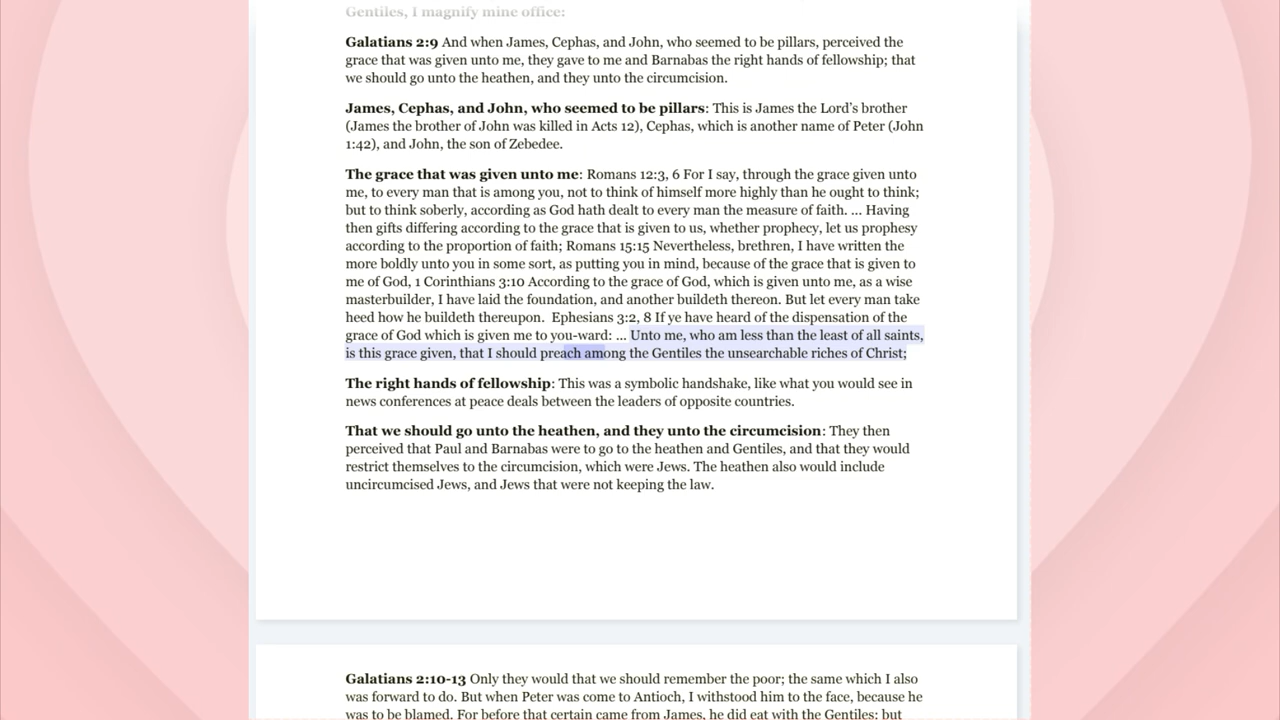 Gentiles, I magnify mine office:
Galatians 2:9 And when James, Cephas, and John, who seemed to be pillars, perceived the
grace that was given unto me, they gave to me and Barnabas the right hands of fellowship; that
we should go unto the heathen, and they unto the circumcision.
James, Cephas, and John, who seemed to be pillars: This is James the Lord’s brother
(James the brother of John was killed in Acts 12), Cephas, which is another name of Peter (John
1:42), and John, the son of Zebedee.
The grace that was given unto me: Romans 12:3, 6 For I say, through the grace given unto
me, to every man that is among you, not to think of himself more highly than he ought to think;
but to think soberly, according as God hath dealt to every man the measure of faith. ... Having
then gifts differing according to the grace that is given to us, whether prophecy, let us prophesy
according to the proportion of faith; Romans 15:15 Nevertheless, brethren, I have written the
more boldly unto you in some sort, as putting you in mind, because of the grace that is given to
me of God, 1 Corinthians 3:10 According to the grace of God, which is given unto me, as a wise
masterbuilder, I have laid the foundation, and another buildeth thereon. But let every man take
heed how he buildeth thereupon.  Ephesians 3:2, 8 If ye have heard of the dispensation of the
grace of God which is given me to you-ward: ... Unto me, who am less than the least of all saints,
is this grace given, that I should preach among the Gentiles the unsearchable riches of Christ;
The right hands of fellowship: This was a symbolic handshake, like what you would see in
news conferences at peace deals between the leaders of opposite countries.
That we should go unto the heathen, and they unto the circumcision: They then
perceived that Paul and Barnabas were to go to the heathen and Gentiles, and that they would
restrict themselves to the circumcision, which were Jews. The heathen also would include
uncircumcised Jews, and Jews that were not keeping the law.
Galatians 2:10-13 Only they would that we should remember the poor; the same which I also
was forward to do. But when Peter was come to Antioch, I withstood him to the face, because he
was to be blamed. For before that certain came from James, he did eat with the Gentiles: but